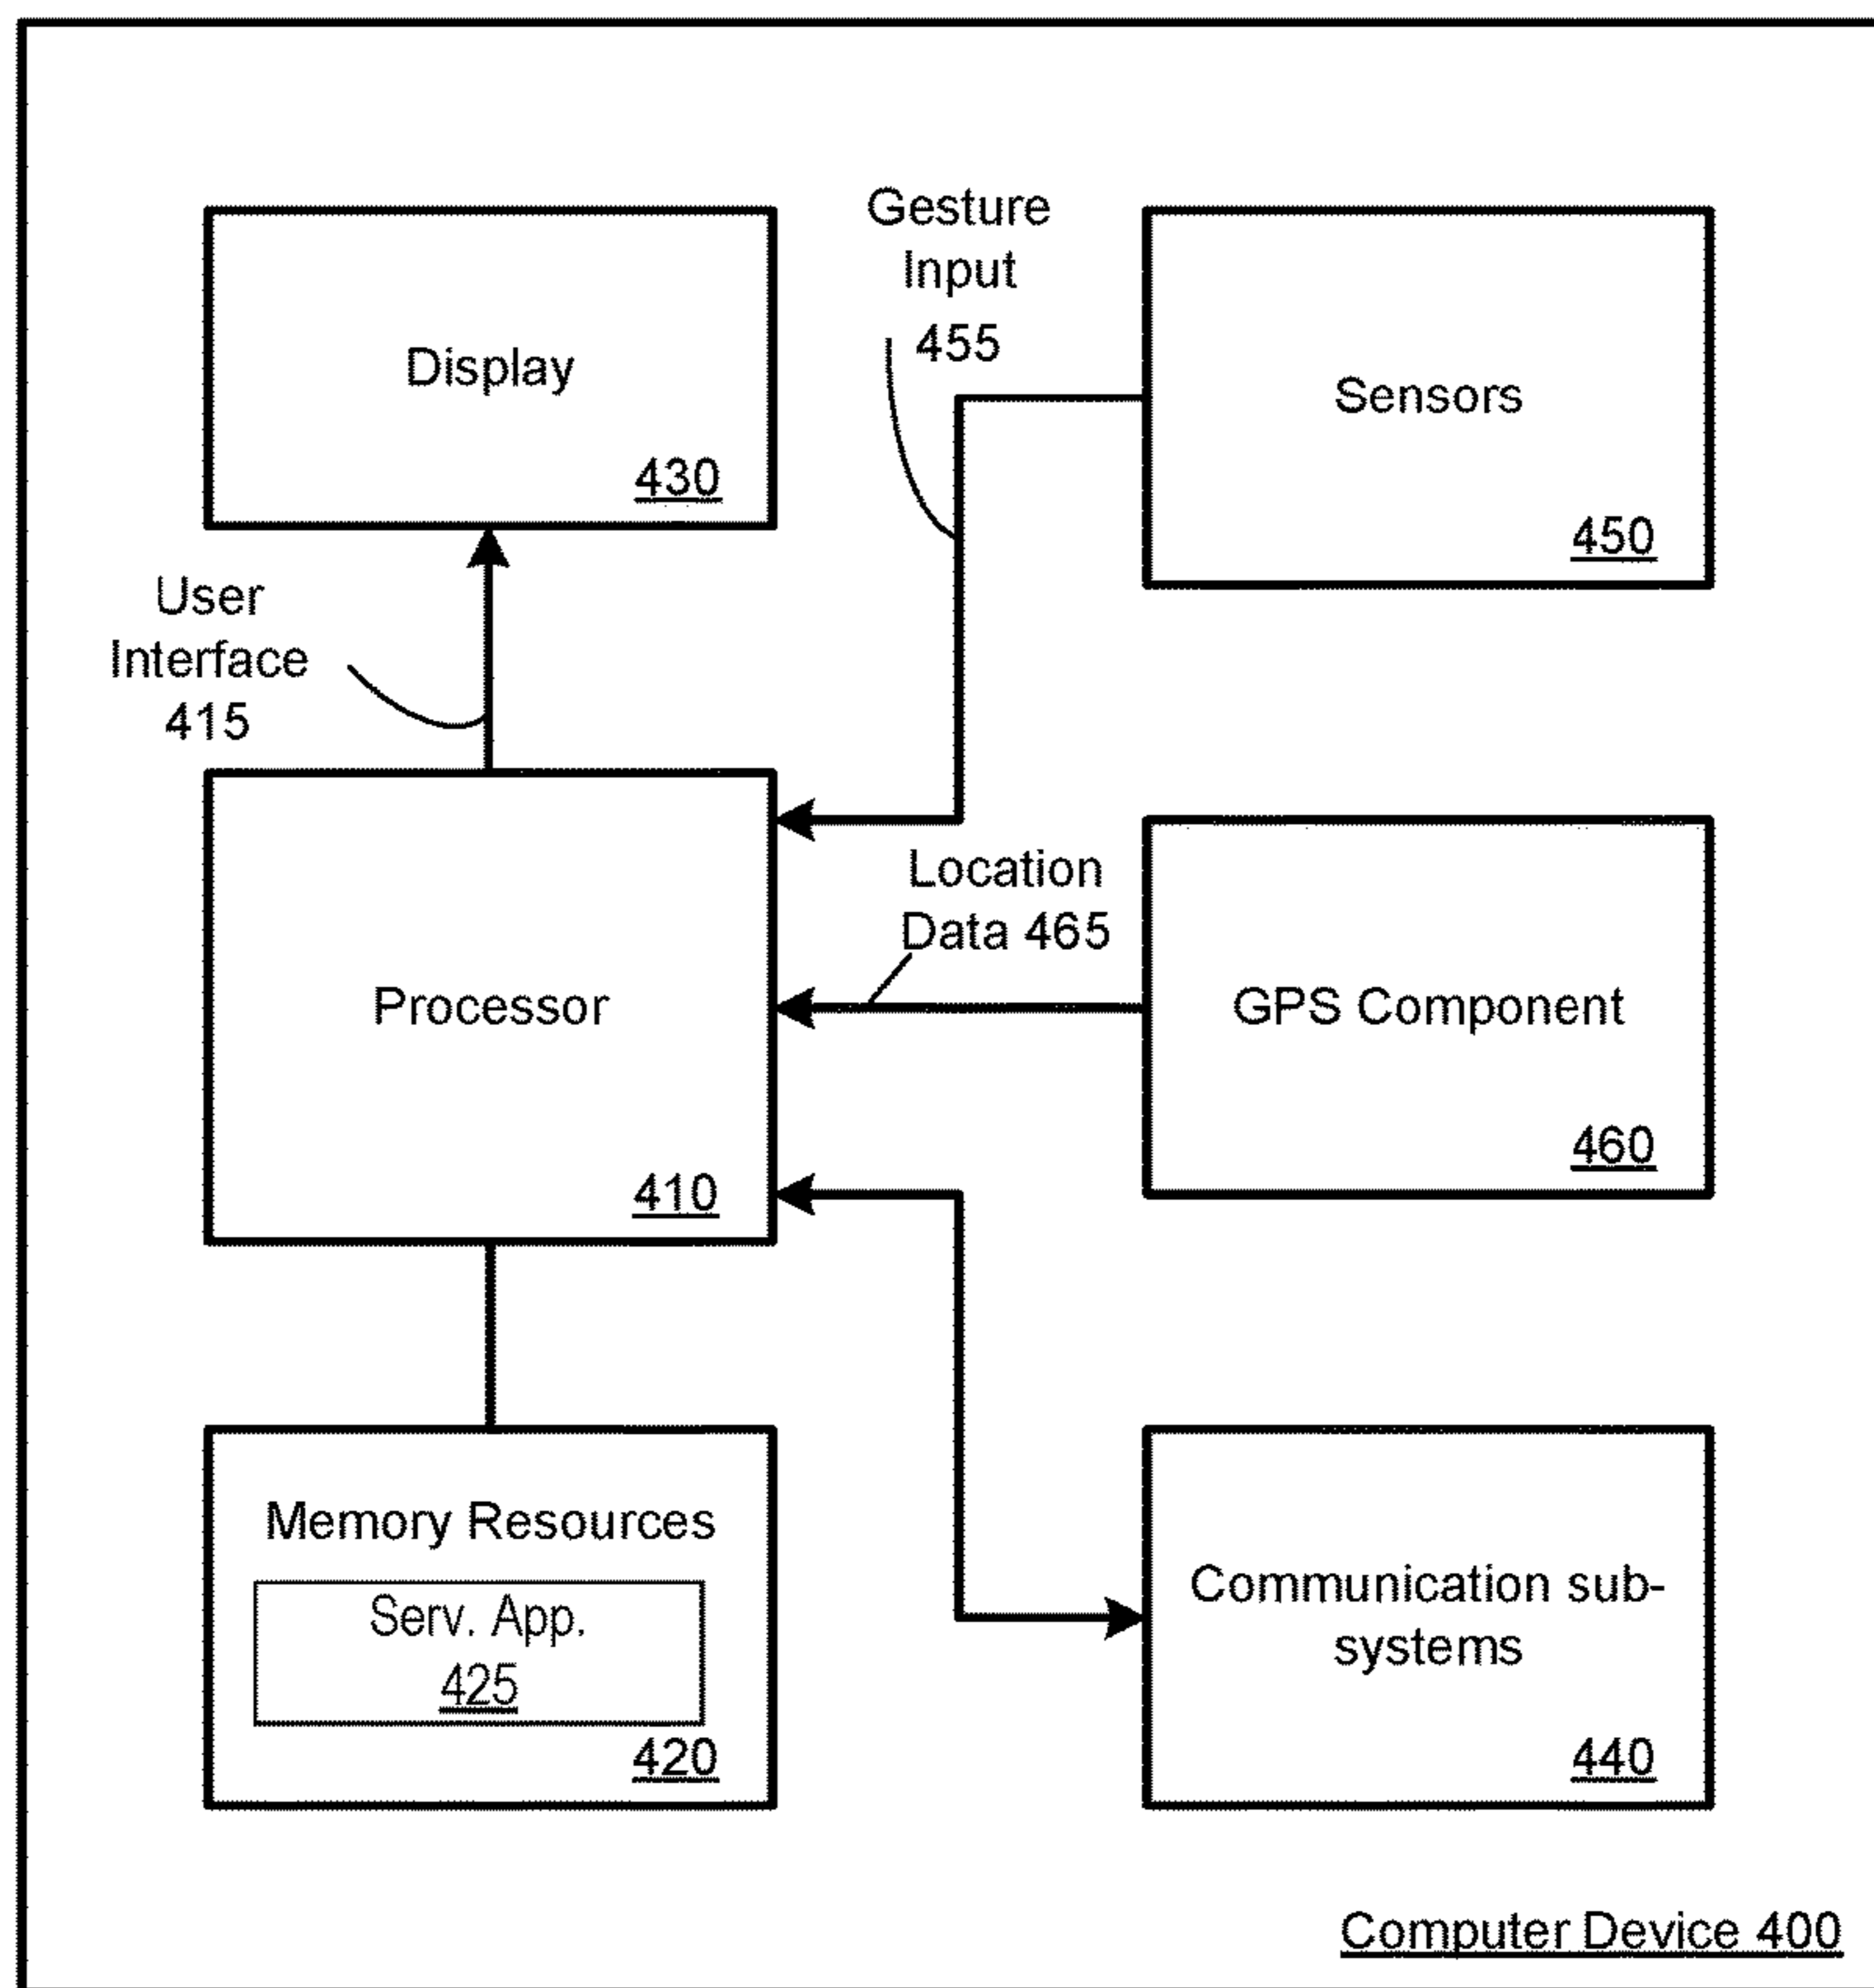 Display
430
Gesture
Input
455
Sensors
450
User
Interface
415
Processor
410
Location
Data 465
GPS Component
460
Memory Resources
Serv. App.
425
420
Communication sub-
systems
440
Computer Device 400